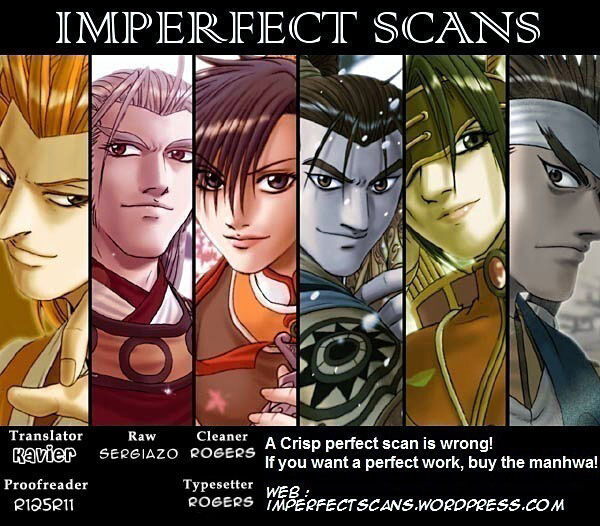 IMPERFECT SCANS
Translator
Raw
Cleaner
Xavier
SERGIAZO
ROGERS
Proofreader
Typesetter
R125R11
ROGERS
A Crisp perfect scan is wrong!
If you want a perfect work, buy the manhwa!
WEB :
IMPERFECTSCANS.WORDPRESS.COM